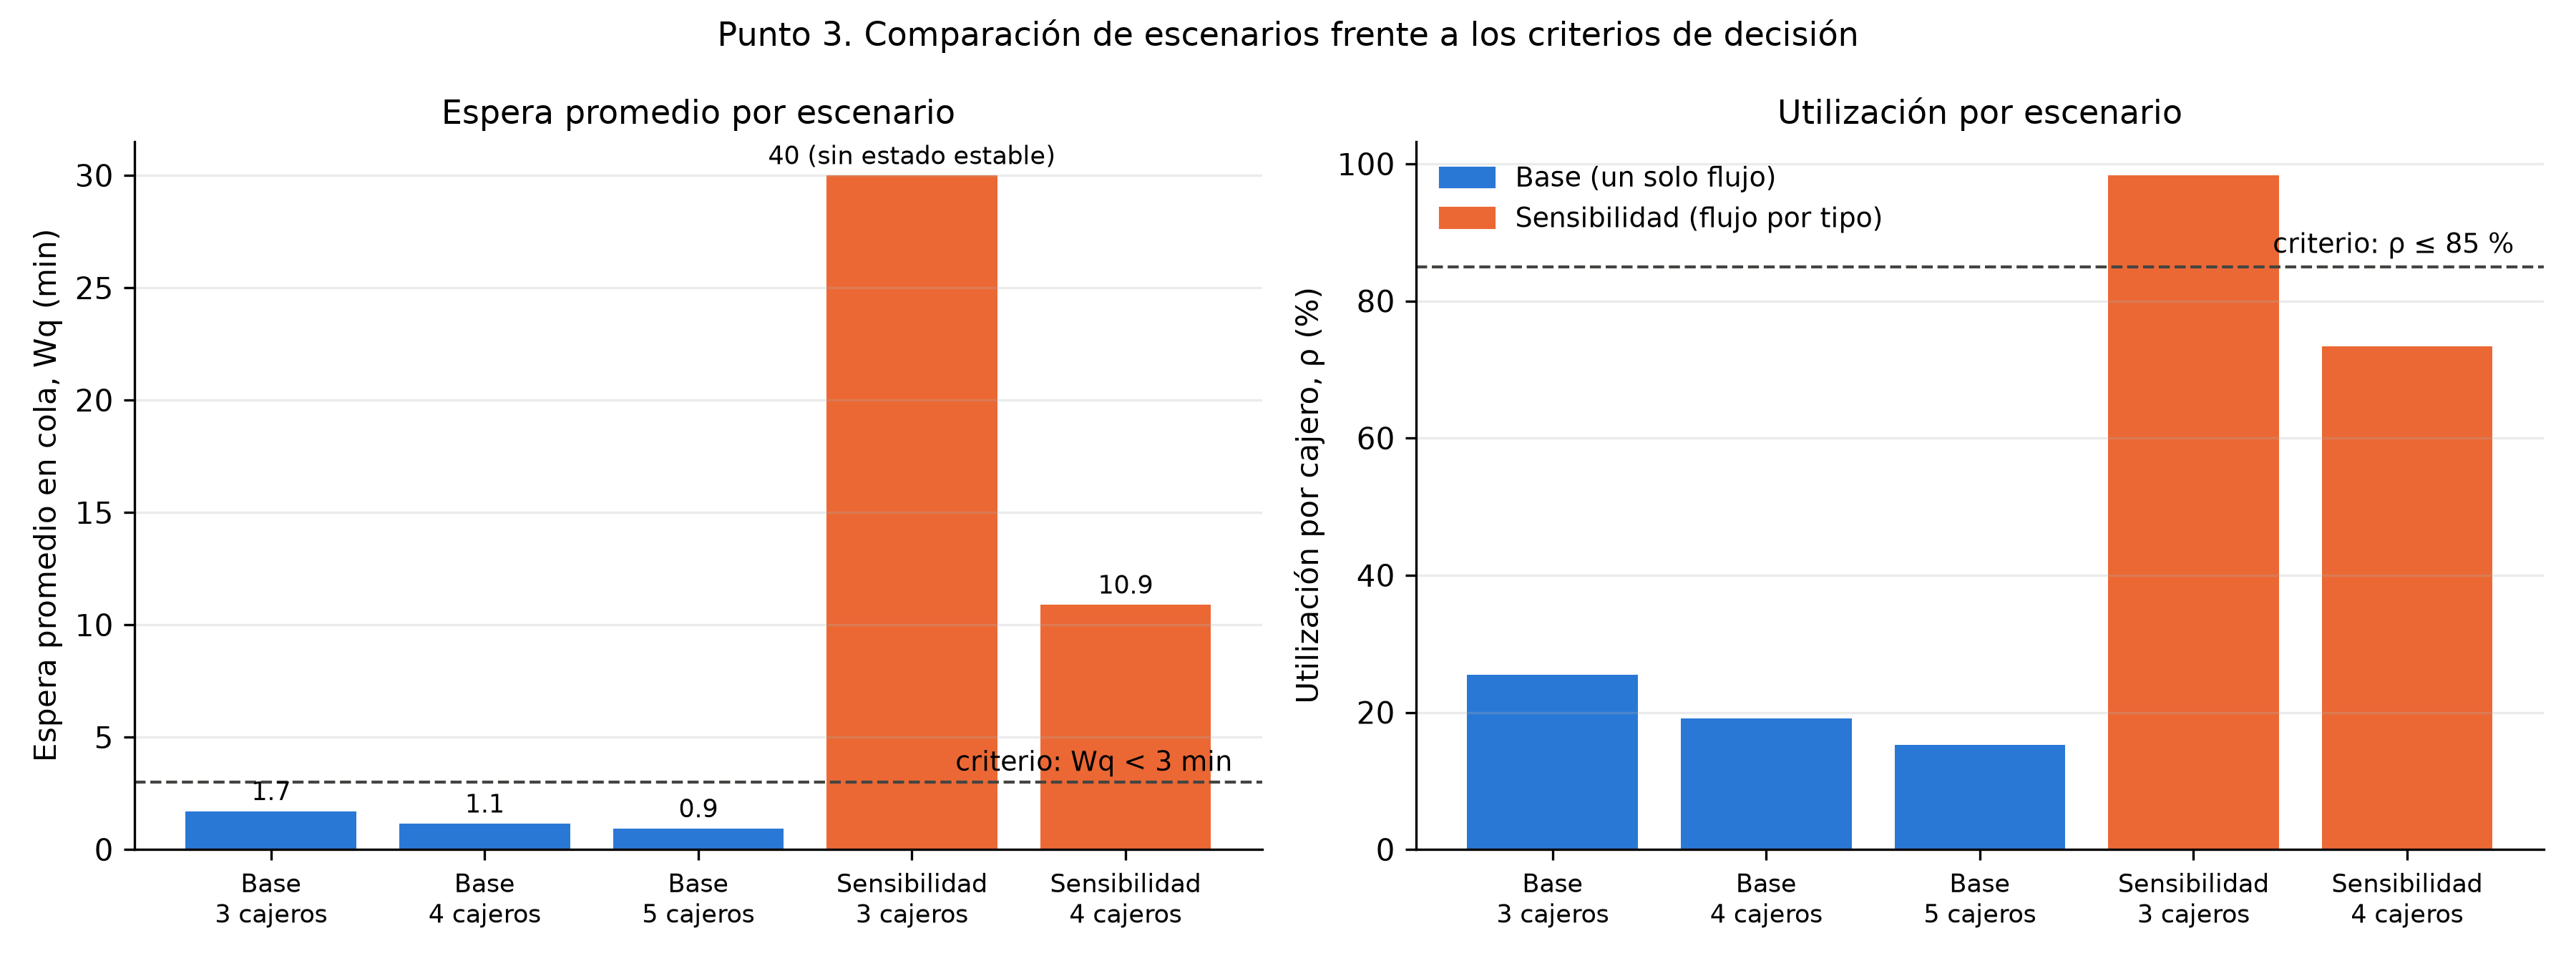 Punto 3. Comparación de escenarios frente a los criterios de decisión
Espera promedio por escenario
Espera promedio en cola, Wq (min)
30
25
20
15
10
5
0
40 (sin estado estable)
10.9
criterio: Wq < 3 min
1.7
1.1
0.9
Base
3 cajeros
Base
4 cajeros
Base
5 cajeros
Sensibilidad
3 cajeros
Sensibilidad
4 cajeros
Utilización por escenario
Utilización por cajero, ρ (%)
100
80
60
40
20
0
Base (un solo flujo)
Sensibilidad (flujo por tipo)
criterio: ρ ≤ 85 %
Base
3 cajeros
Base
4 cajeros
Base
5 cajeros
Sensibilidad
3 cajeros
Sensibilidad
4 cajeros